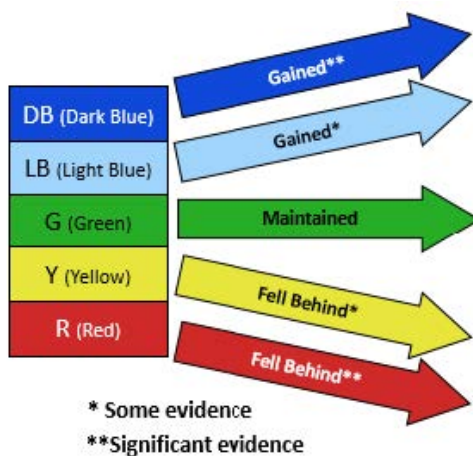 DB (Dark Blue)
LB (Light Blue)
G (Green)
Y (Yellow)
R (Red)
Gained**
Gained*
Maintained
Fell Behind*
Fell Behind**
* Some evidence
**Significant evidence